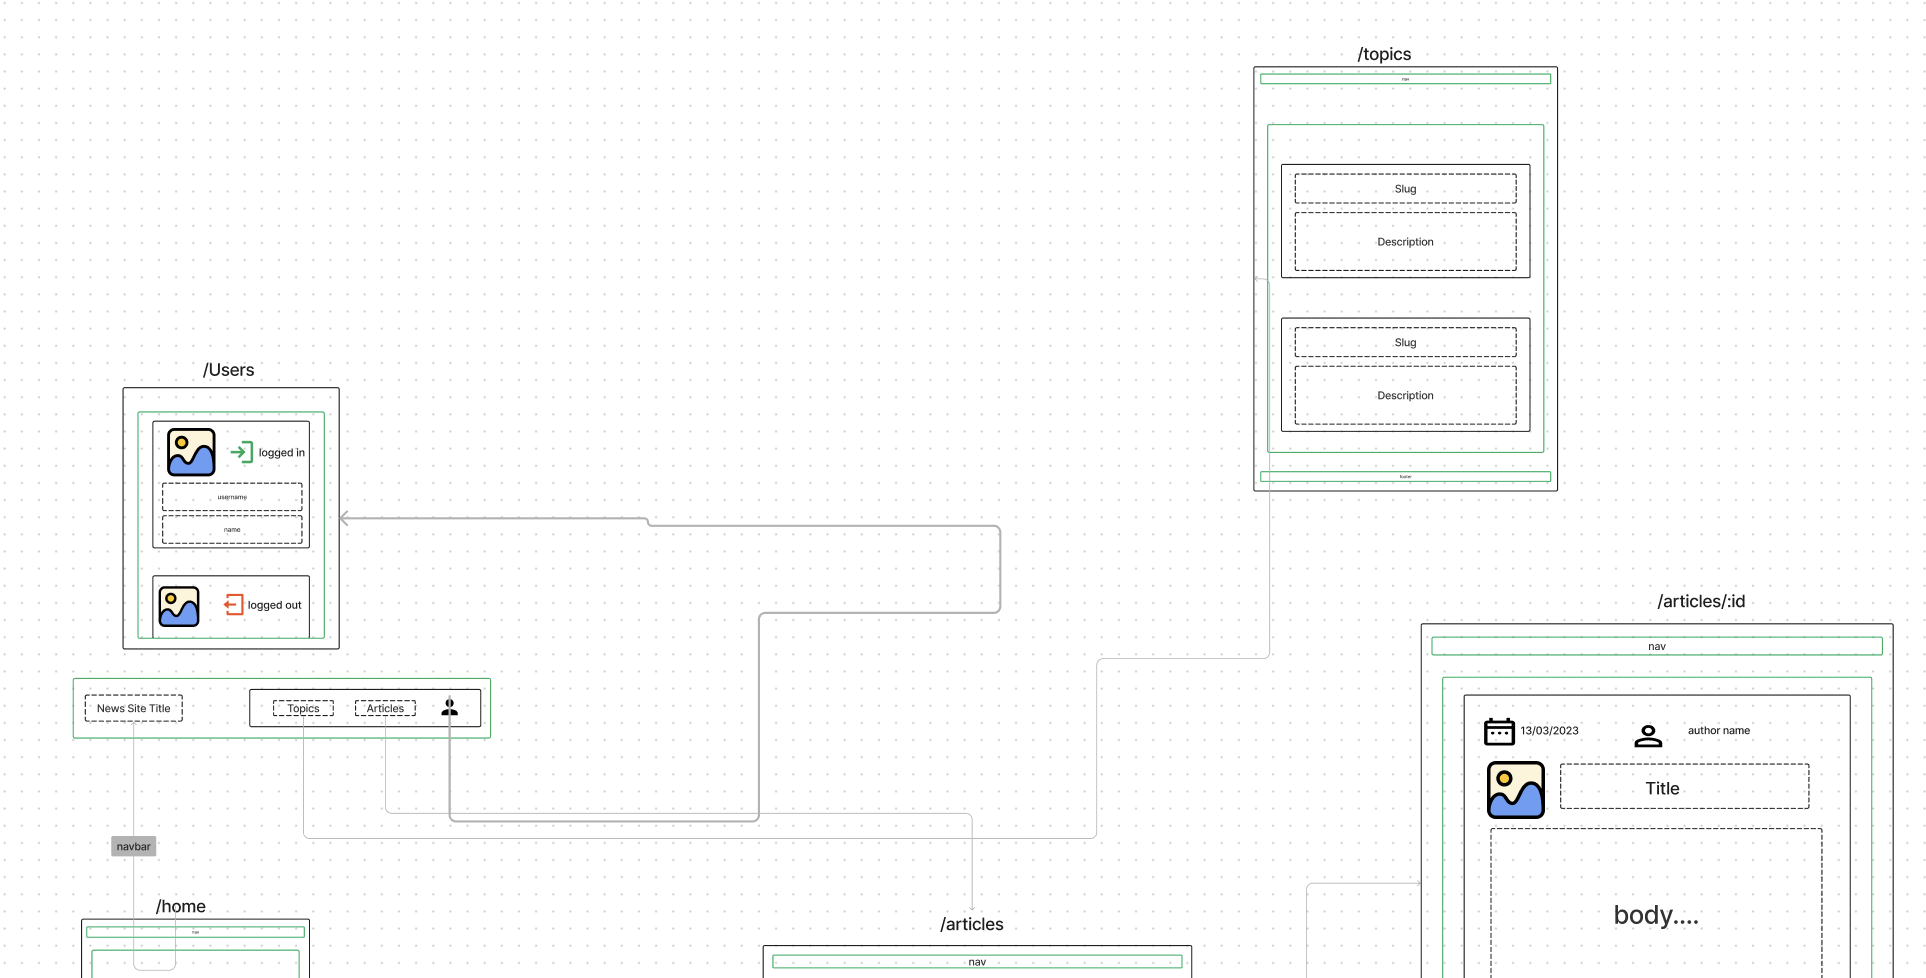 /topics
nav
Slug
Description
Slug
Description
footer
/Users
logged in
username
name
logged out
News Site Title
Topics
Articles
navbar
/home
nav
/articles
nav
/articles/:id
nav
13/03/2023
author name
Title
body....